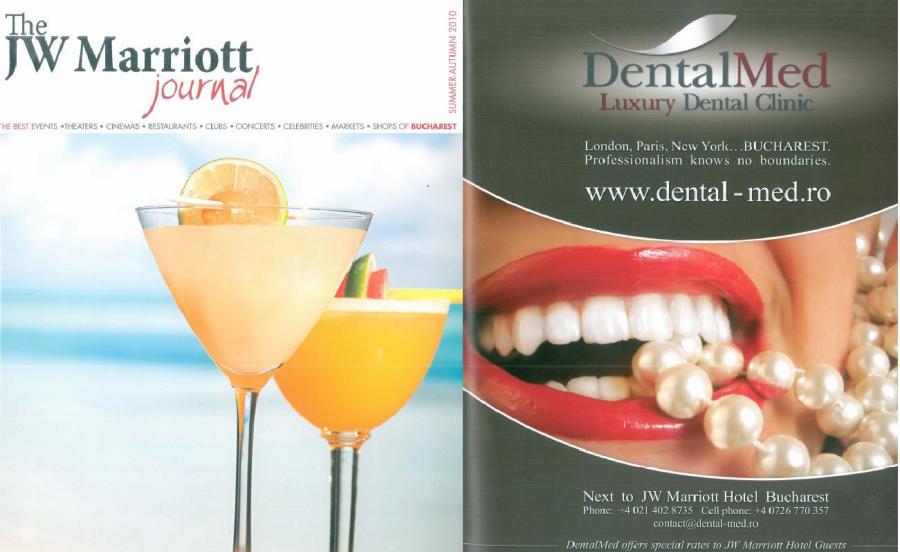 The
JW Marriott
journal
SUMMER/AUTUMN 2010
THE BEST EVENTS • THEATERS • CINEMAS • RESTAURANTS • CLUBS • CONCERTS • CELEBRITIES • MARKETS • SHOPS OF BUCHAREST
DentalMed
Luxury Dental Clinic
London, Paris, New York...BUCHAREST.
Professionalism knows no boundaries.
www.dental-med.ro
Next to JW Marriott Hotel Bucharest
Phone: +4 021 402 8735 Cell phone: +4 0726 770 357
contact@dental-med.ro
DentalMed offers special rates to JW Marriott Hotel Guests